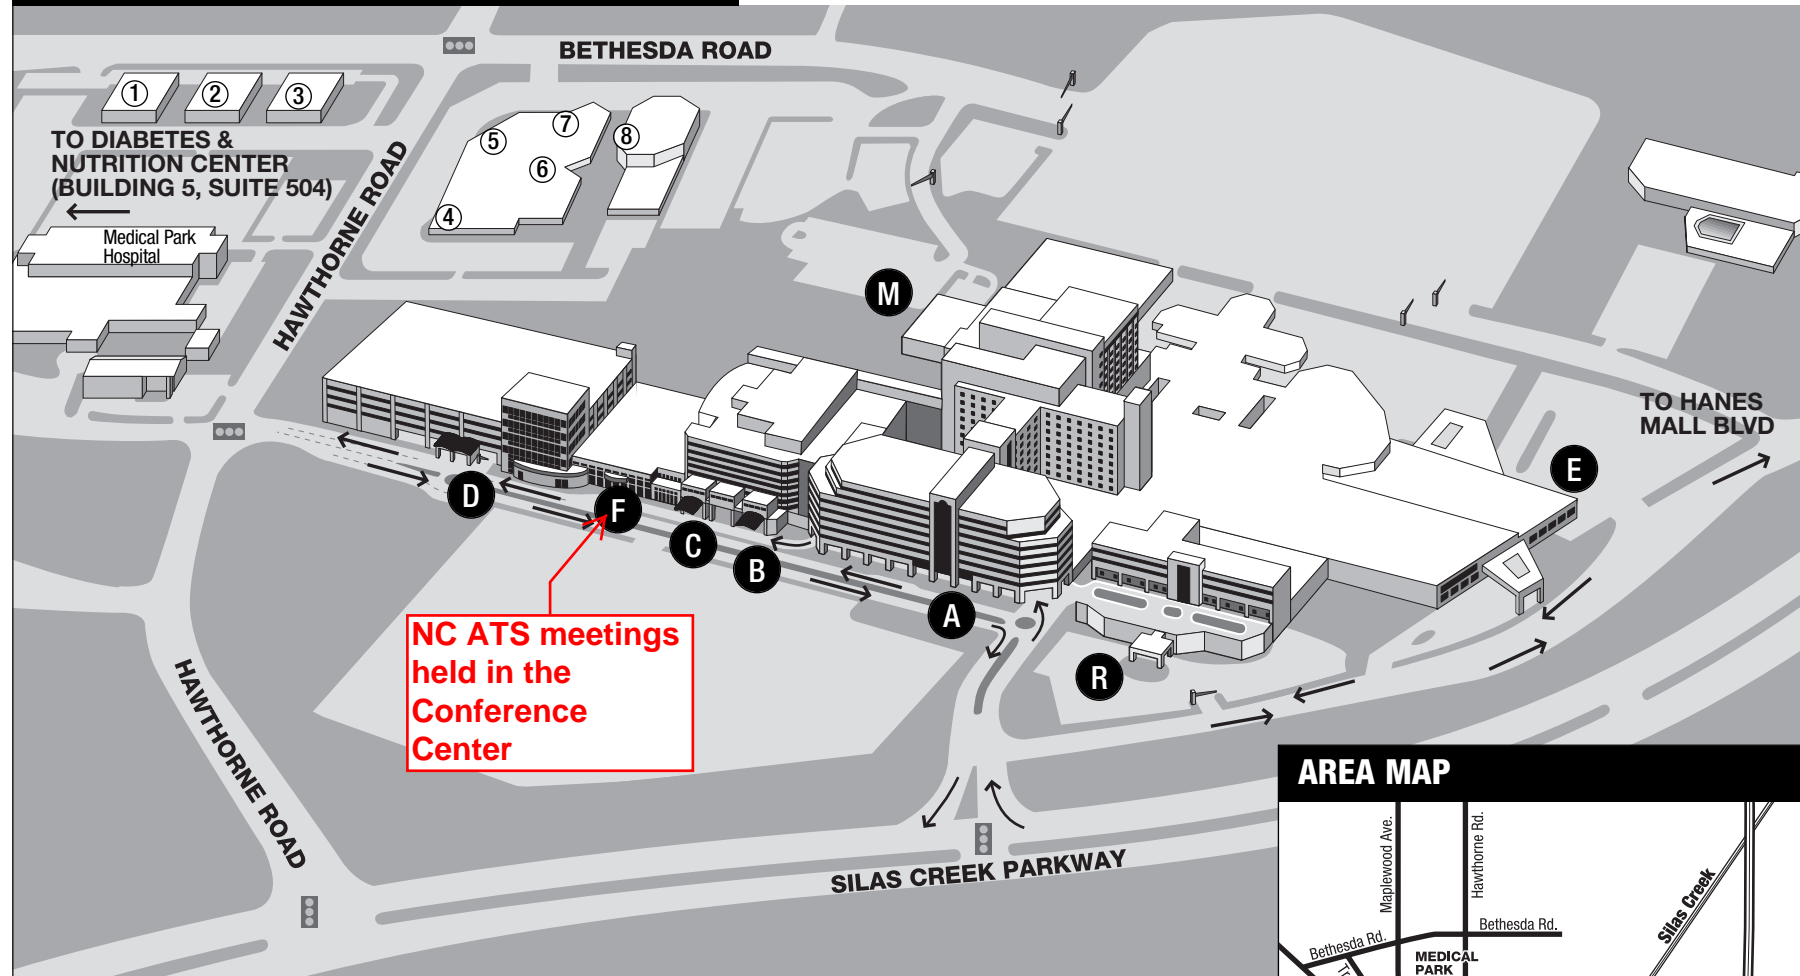 BETHESDA ROAD
1
2
3
TO DIABETES &
NUTRITION CENTER
(BUILDING 5, SUITE 504)
Medical Park
Hospital
HAWTHORNE ROAD
4
5
6
7
8
M
TO HANES
MALL BLVD
E
D
F
C
B
A
R
NC ATS meetings
held in the
Conference
Center
HAWTHORNE ROAD
SILAS CREEK PARKWAY
AREA MAP
Maplewood Ave.
Hawthorne Rd.
Silas Creek
Bethesda Rd.
Bethesda Rd.
MEDICAL
PARK